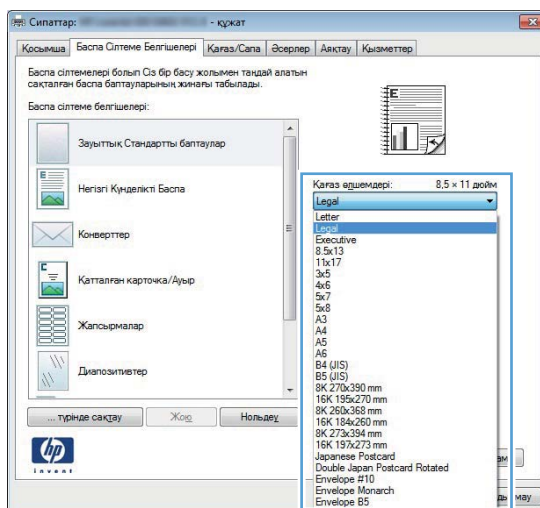 Сипаттар: - құжат
Қосымша
Баспа Сілтеме Белгішелері
Қағаз/Сапа
Әсерлер
Аяқтау
Қызметтер
Баспа сілтемелері болып Сіз бір басу жолымен таңдай алатын
сақталған баспа баптауларының жинағы табылады.
Баспа сілтеме белгішелері:
Зауыттық Стандартты баптаулар
Негізгі Күнделікті Баспа
Конверттер
Қатталған карточка/Ауыр
Жапсырмалар
Диапозитивтер
... түрінде сақтау
Жою
Нольдеу
hp
invent
Қағаз өлшемдері: 8,5 × 11 дюйм
Legal
Letter
Legal
Executive
8.5x13
11x17
3x5
4x6
5x7
5x8
A3
A4
A5
A6
B4 (JIS)
B5 (JIS)
8K 270x390 mm
16K 195x270 mm
8K 260x368 mm
16K 184x260 mm
8K 273x394 mm
16K 197x273 mm
Japanese Postcard
Double Japan Postcard Rotated
Envelope #10
Envelope Monarch
Envelope B5